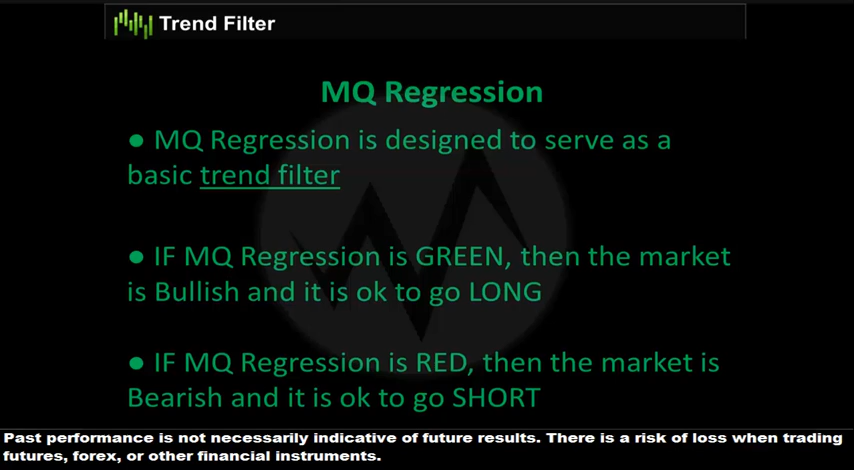 Trend Filter
MQ Regression
● MQ Regression is designed to serve as a
basic trend filter
● IF MQ Regression is GREEN, then the market
is Bullish and it is ok to go LONG
● IF MQ Regression is RED, then the market is
Bearish and it is ok to go SHORT
Past performance is not necessarily indicative of future results. There is a risk of loss when trading
futures, forex, or other financial instruments.